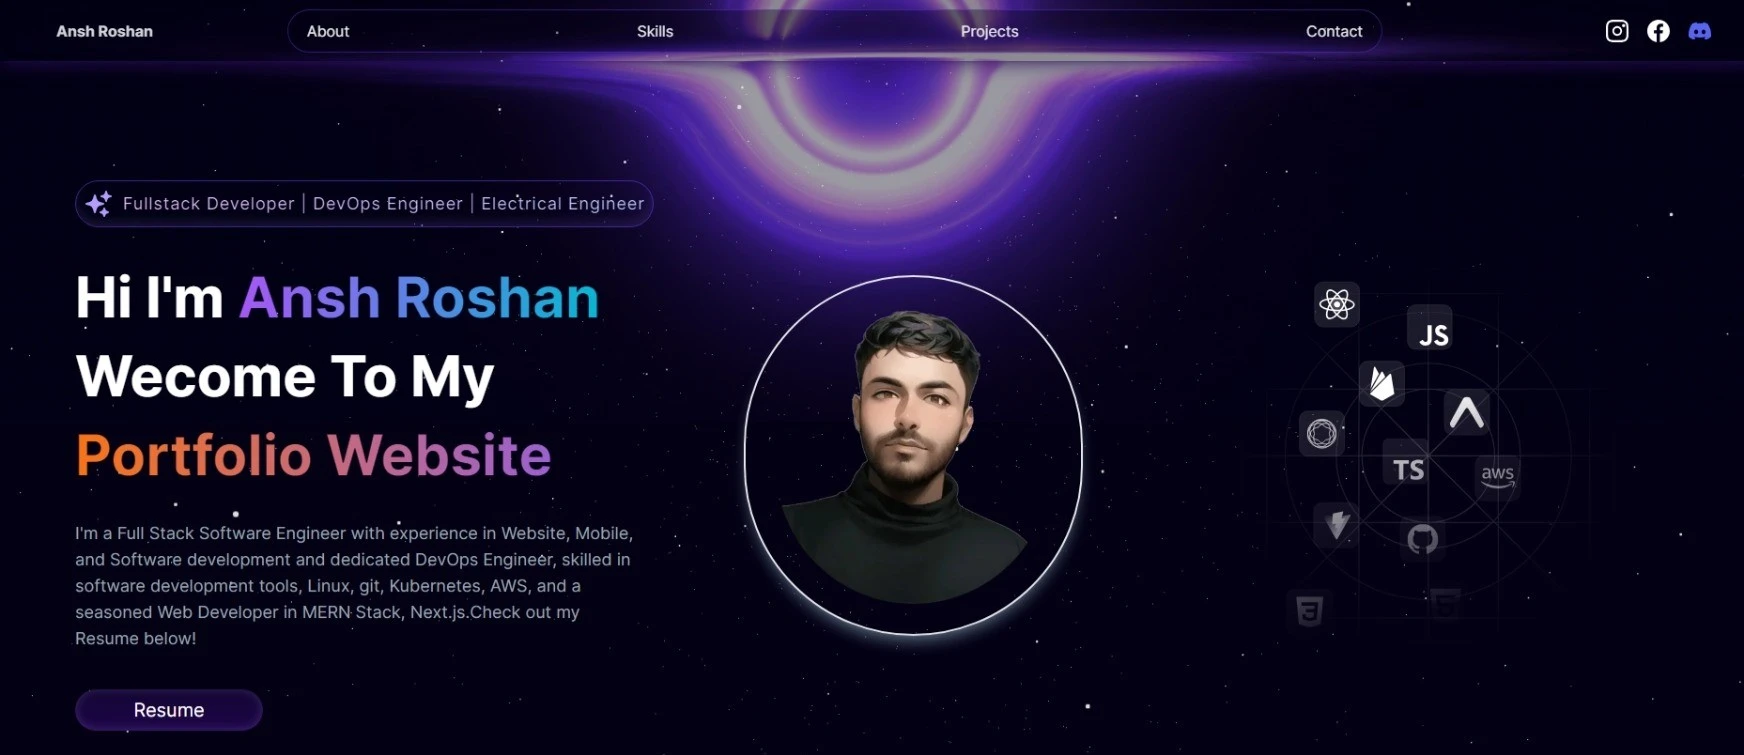 Ansh Roshan
About
Skills
Projects
Contact
Fullstack Developer | DevOps Engineer | Electrical Engineer
Hi I'm Ansh Roshan
Wecome To My
Portfolio Website
I'm a Full Stack Software Engineer with experience in Website, Mobile,
and Software development and dedicated DevOps Engineer, skilled in
software development tools, Linux, git, Kubernetes, AWS, and a
seasoned Web Developer in MERN Stack, Next.js.Check out my
Resume below!
Resume
JS
TS
aws
3
5